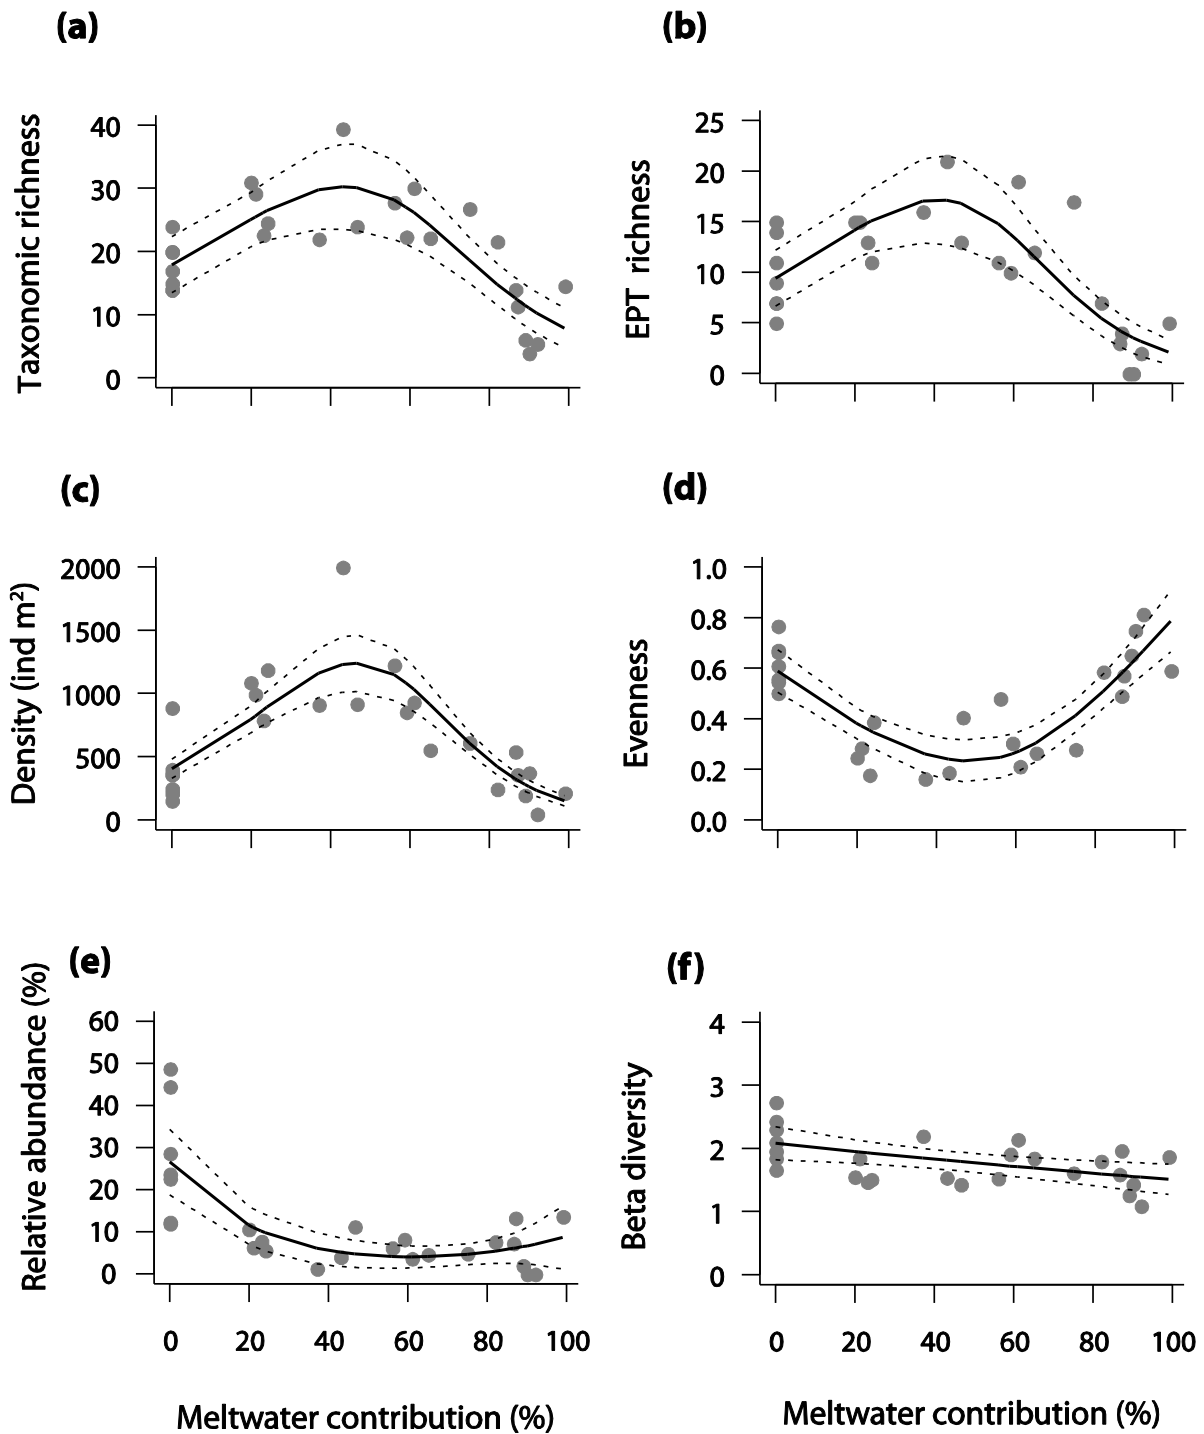 (a)
Taxonomic richness
40
30
20
10
0
(b)
EPT richness
25
20
15
10
5
0
(c)
Density (ind m²)
2000
1500
1000
500
0
(d)
Evenness
1.0
0.8
0.6
0.4
0.2
0.0
(e)
Relative abundance (%)
60
50
40
30
20
10
0
0 20 40 60 80 100
Meltwater contribution (%)
(f)
Beta diversity
4
3
2
1
0
0 20 40 60 80 100
Meltwater contribution (%)